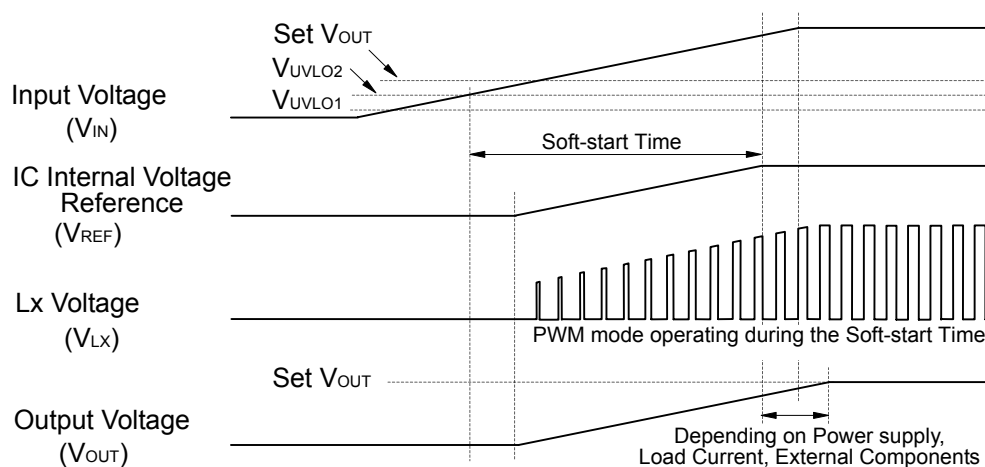 Set VOUT
VUVLO2
VUVLO1
Input Voltage
(VIN)
Soft-start Time
IC Internal Voltage
Reference
(VREF)
Lx Voltage
(VLX)
PWM mode operating during the Soft-start Time
Set VOUT
Output Voltage
(VOUT)
Depending on Power supply,
Load Current, External Components